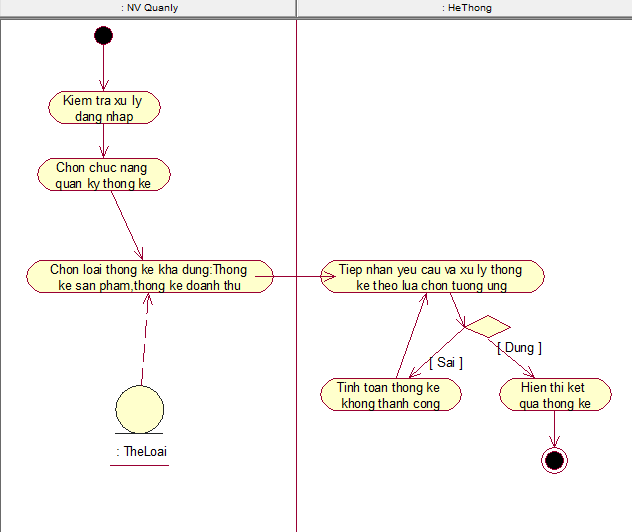 : NV Quanly
: HeThong
Kiem tra xu ly
dang nhap
Chon chuc nang
quan ky thong ke
Chon loai thong ke kha dung:Thong
ke san pham,thong ke doanh thu
Tiep nhan yeu cau va xu ly thong
ke theo lua chon tuong ung
[ Dung ]
[ Sai ]
Tinh toan thong ke
khong thanh cong
Hien thi ket
qua thong ke
: TheLoai